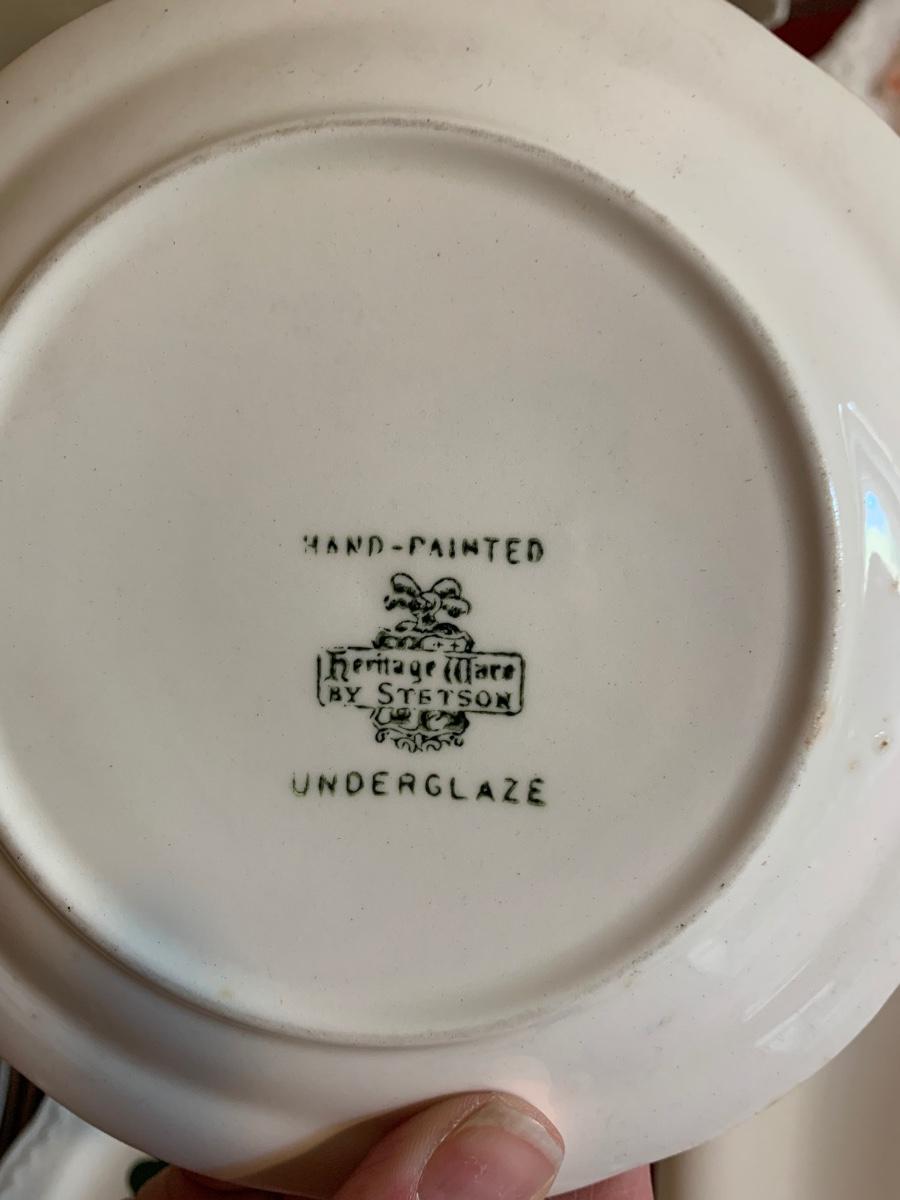 HAND-PAINTED
Heritage Ware
BY STETSON
UNDERGLAZE